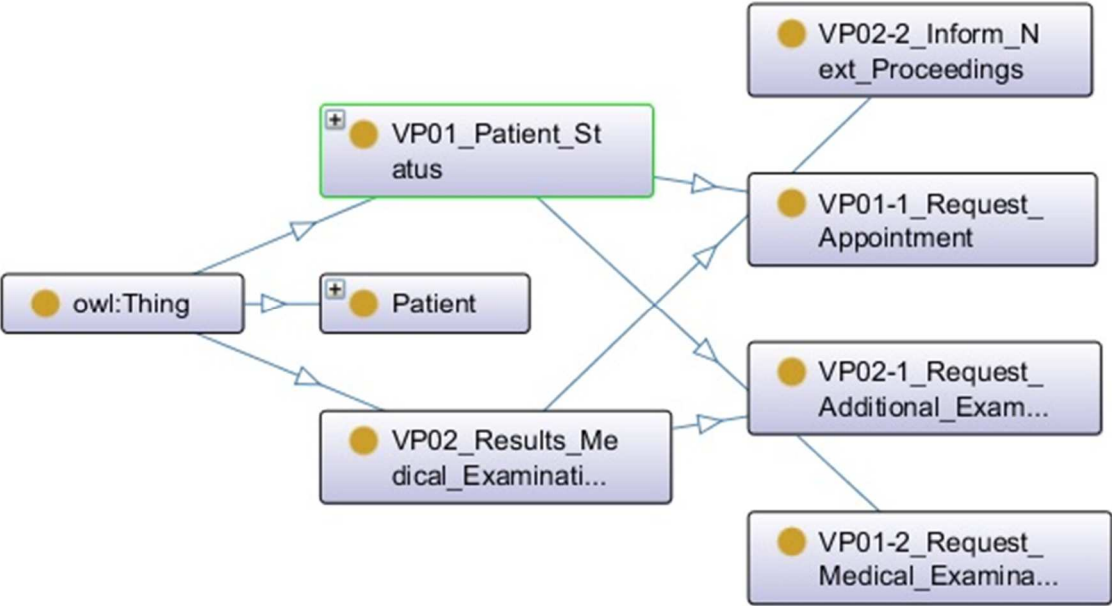 owl:Thing
VP01_Patient_St
atus
Patient
VP02_Results_Me
dical_Examinati...
VP02-2_Inform_N
ext_Proceedings
VP01-1_Request_
Appointment
VP02-1_Request_
Additional_Exam...
VP01-2_Request_
Medical_Examina...